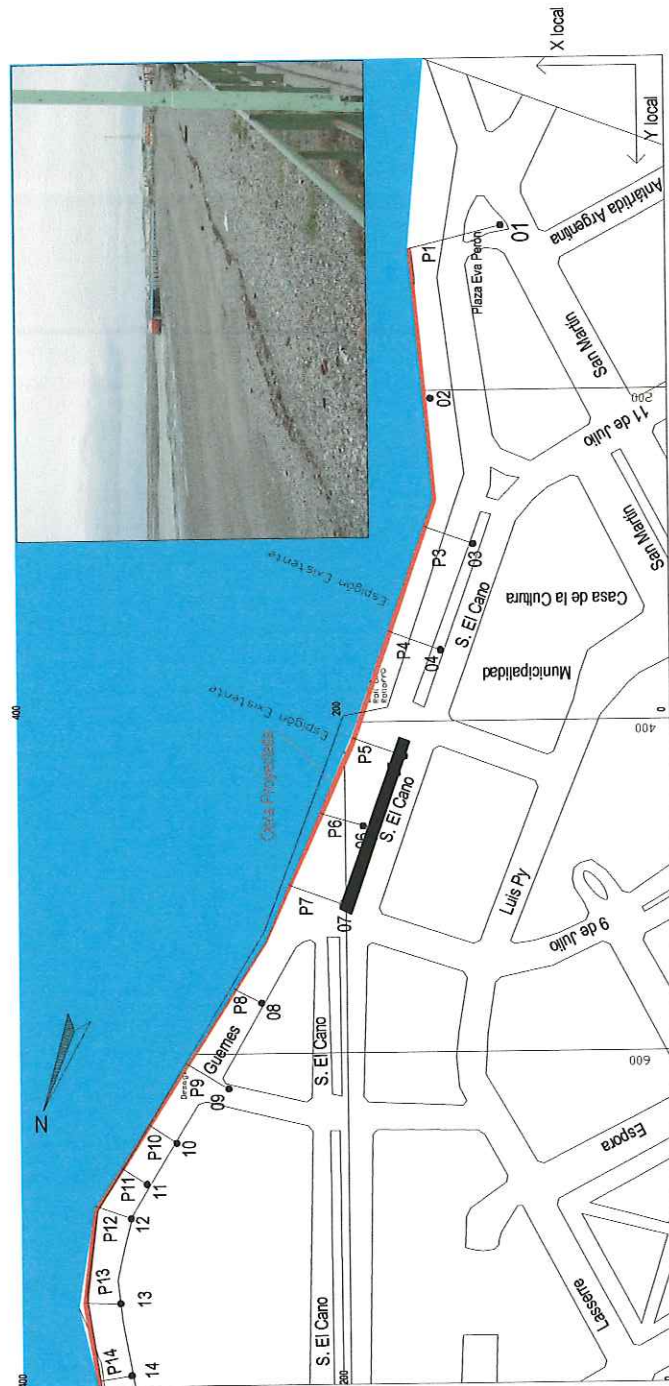 X local
Y local
Antártida Argentina
01
Plaza Eva Perón
P1
San Martín
200
02
11 de Julio
San Martín
P3
03
S. El Cano
Casa de la Cultura
Espigón Existente
P4
04
Municipalidad
400
200
0
400
Espigón Existente
Obra Proyectada
P5
S. El Cano
P6
06
P7
07
Luis Py
9 de Julio
P8
08
Guemes
S. El Cano
600
P9
09
P10
10
Espora
N
P11
11
P12
12
P13
13
Lasserre
S. El Cano
P14
14
200